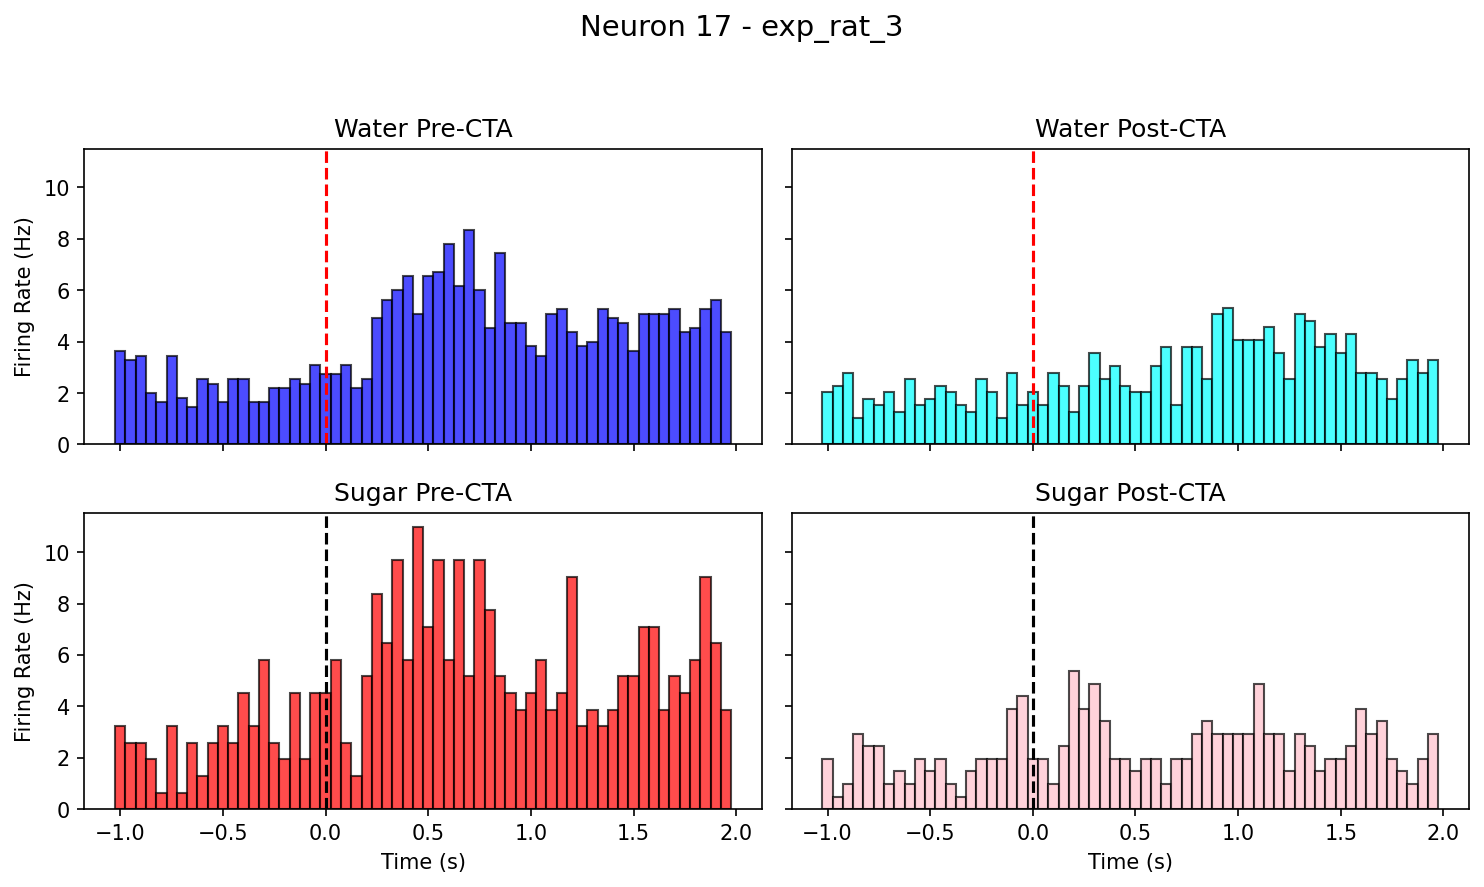 Neuron 17 - exp_rat_3
Water Pre-CTA
Water Post-CTA
Firing Rate (Hz)
10
8
6
4
2
0
Sugar Pre-CTA
Sugar Post-CTA
Firing Rate (Hz)
10
8
6
4
2
0
−1.0 −0.5 0.0 0.5 1.0 1.5 2.0
−1.0 −0.5 0.0 0.5 1.0 1.5 2.0
Time (s)
Time (s)